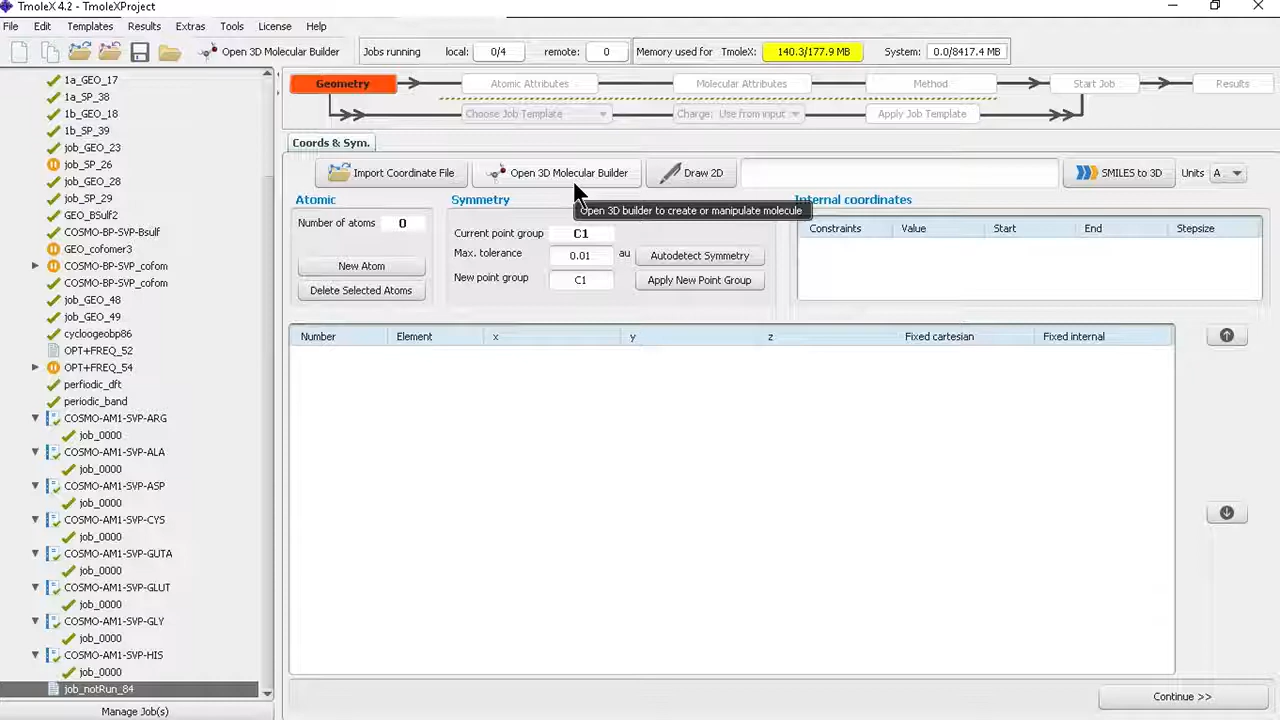 TmoleX 4.2 - TmoleXProject
File Edit Templates Results Extras Tools License Help
Open 3D Molecular Builder Jobs running local: 0/4 remote: 0 Memory used for TmoleX: 140.3/177.9 MB System: 0.0/8417.4 MB
Geometry Atomic Attributes Molecular Attributes Method Start Job Results
Choose Job Template Charge: Use from input Apply Job Template
Coords & Sym.
Import Coordinate File Open 3D Molecular Builder Draw 2D SMILES to 3D Units A
Open 3D builder to create or manipulate molecule
Atomic
Number of atoms 0
New Atom
Delete Selected Atoms
Symmetry
Current point group C1
Max. tolerance 0.01 au Autodetect Symmetry
New point group C1 Apply New Point Group
Internal coordinates
Constraints Value Start End Stepsize
Number Element x y z Fixed cartesian Fixed internal
1a_GEO_17
1a_SP_38
1b_GEO_18
1b_SP_39
job_GEO_23
job_SP_26
job_GEO_28
job_SP_29
GEO_BSulf2
COSMO-BP-SVP-Bsulf
GEO_cofomer3
COSMO-BP-SVP_cofom
COSMO-BP-SVP_cofom
job_GEO_48
job_GEO_49
cycloogeobp86
OPT+FREQ_52
OPT+FREQ_54
perfiodic_dft
periodic_band
COSMO-AM1-SVP-ARG
job_0000
COSMO-AM1-SVP-ALA
job_0000
COSMO-AM1-SVP-ASP
job_0000
COSMO-AM1-SVP-CYS
job_0000
COSMO-AM1-SVP-GUTA
job_0000
COSMO-AM1-SVP-GLUT
job_0000
COSMO-AM1-SVP-GLY
job_0000
COSMO-AM1-SVP-HIS
job_0000
job_notRun_84
Manage Job(s)
Continue >>